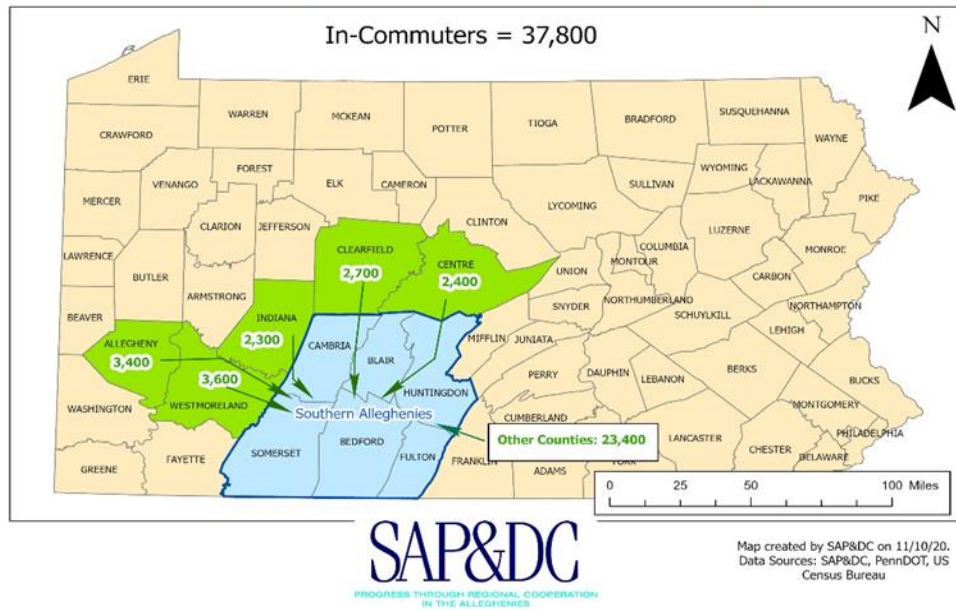 In-Commuters = 37,800
N
ERIE
WARREN
MCKEAN
POTTER
TIOGA
BRADFORD
SUSQUEHANNA
CRAWFORD
WAYNE
FOREST
WYOMING
LACKAWANNA
MERCER
VENANGO
ELK
CAMERON
SULLIVAN
PIKE
CLARION
JEFFERSON
CLINTON
LYCOMING
LUZERNE
LAWRENCE
BUTLER
CLEARFIELD
2,700
CENTRE
2,400
COLUMBIA
MONTOUR
MONROE
UNION
CARBON
ARMSTRONG
SNYDER
NORTHUMBERLAND
NORTHAMPTON
BEAVER
INDIANA
2,300
SCHUYLKILL
LEHIGH
ALLEGHENY
3,400
CAMBRIA
BLAIR
MIFFLIN
JUNIATA
PERRY
DAUPHIN
LEBANON
BERKS
BUCKS
3,600
WESTMORELAND
HUNTINGDON
WASHINGTON
Southern Alleghenies
CUMBERLAND
MONTGOMERY
PHILADELPHIA
SOMERSET
BEDFORD
FULTON
Other Counties: 23,400
LANCASTER
CHESTER
DELAWARE
GREENE
FAYETTE
FRANKLIN
ADAMS
YORK
0 25 50 100 Miles
SAP&DC
PROGRESS THROUGH REGIONAL COOPERATION
IN THE ALLEGHENIES
Map created by SAP&DC on 11/10/20.
Data Sources: SAP&DC, PennDOT, US
Census Bureau